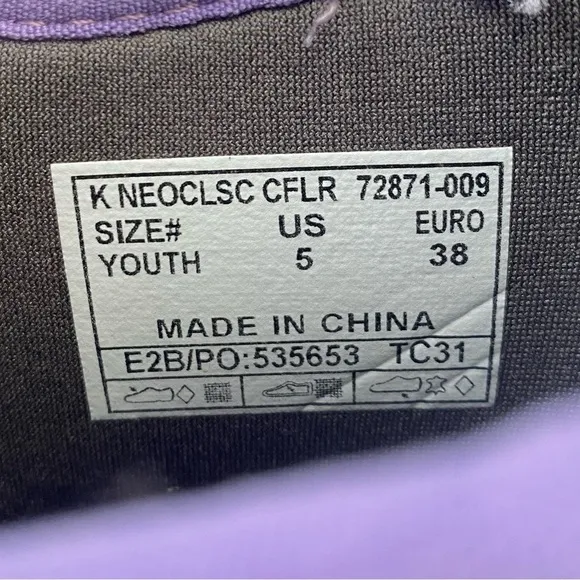 K NEOCLSC CFLR 72871-009
SIZE# US EURO
YOUTH 5 38
MADE IN CHINA
E2B/PO:535653 TC31